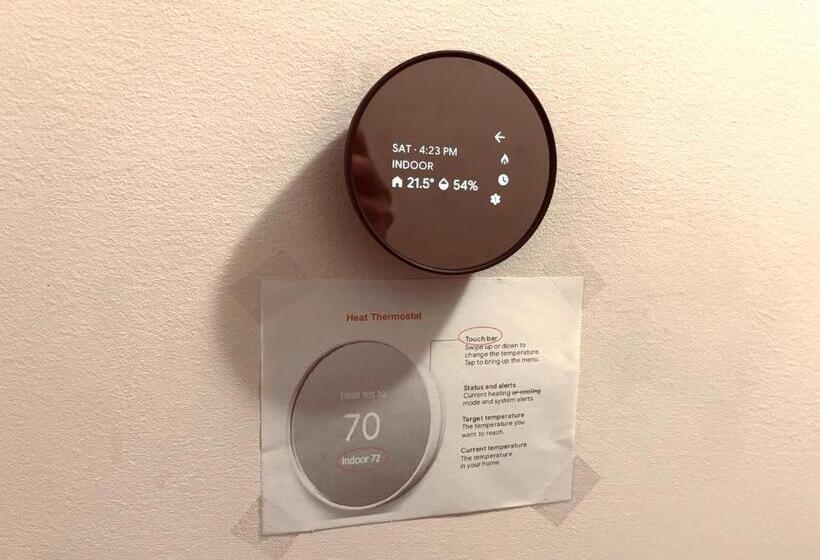 SAT · 4:23 PM
INDOOR
21.5° 54%
Heat Thermostat
Heat set to
70
Indoor 72
Touch bar
Swipe up or down to
change the temperature.
Tap to bring up the menu.
Status and alerts
Current heating or cooling
mode and system alerts.
Target temperature
The temperature you
want to reach.
Current temperature
The temperature
in your home.